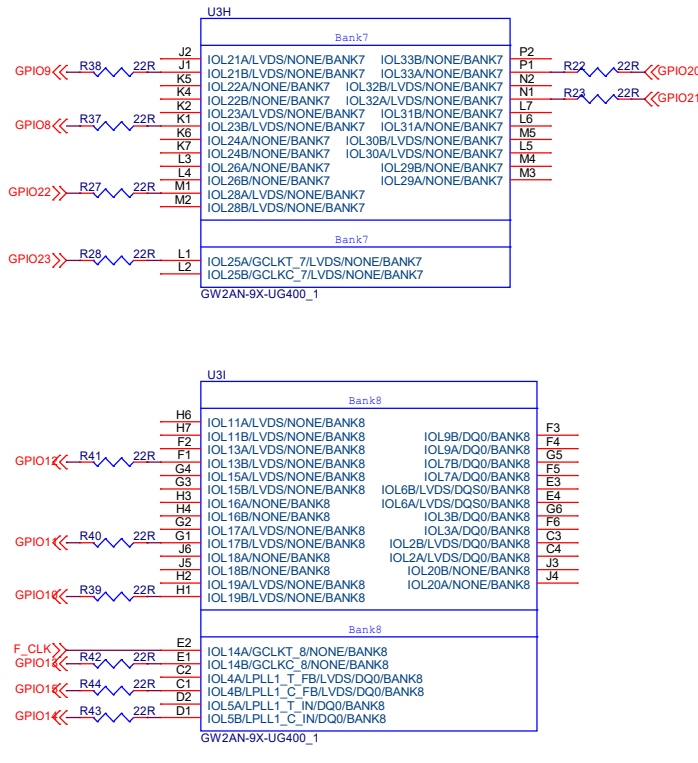 U3H
Bank7
J2 IOL21A/LVDS/NONE/BANK7 IOL33B/NONE/BANK7 P2
GPIO9 R38 22R J1 IOL21B/LVDS/NONE/BANK7 IOL33A/NONE/BANK7 P1 R22 22R GPIO20
K5 IOL22A/NONE/BANK7 IOL32B/LVDS/NONE/BANK7 N2
K4 IOL22B/NONE/BANK7 IOL32A/LVDS/NONE/BANK7 N1 R23 22R GPIO21
K2 IOL23A/LVDS/NONE/BANK7 IOL31B/NONE/BANK7 L7
GPIO8 R37 22R K1 IOL23B/LVDS/NONE/BANK7 IOL31A/NONE/BANK7 L6
K6 IOL24A/NONE/BANK7 IOL30B/LVDS/NONE/BANK7 M5
K7 IOL24B/NONE/BANK7 IOL30A/LVDS/NONE/BANK7 L5
L3 IOL26A/NONE/BANK7 IOL29B/NONE/BANK7 M4
L4 IOL26B/NONE/BANK7 IOL29A/NONE/BANK7 M3
GPIO22 R27 22R M1 IOL28A/LVDS/NONE/BANK7
M2 IOL28B/LVDS/NONE/BANK7
Bank7
GPIO23 R28 22R L1 IOL25A/GCLKT_7/LVDS/NONE/BANK7
L2 IOL25B/GCLKC_7/LVDS/NONE/BANK7
GW2AN-9X-UG400_1
U3I
Bank8
H6 IOL11A/LVDS/NONE/BANK8
H7 IOL11B/LVDS/NONE/BANK8 IOL9B/DQ0/BANK8 F3
F2 IOL13A/LVDS/NONE/BANK8 IOL9A/DQ0/BANK8 F4
GPIO12 R41 22R F1 IOL13B/LVDS/NONE/BANK8 IOL7B/DQ0/BANK8 G5
G4 IOL15A/LVDS/NONE/BANK8 IOL7A/DQ0/BANK8 F5
G3 IOL15B/LVDS/NONE/BANK8 IOL6B/LVDS/DQS0/BANK8 E3
H3 IOL16A/NONE/BANK8 IOL6A/LVDS/DQS0/BANK8 E4
H4 IOL16B/NONE/BANK8 IOL3B/DQ0/BANK8 G6
G2 IOL17A/LVDS/NONE/BANK8 IOL3A/DQ0/BANK8 F6
GPIO11 R40 22R G1 IOL17B/LVDS/NONE/BANK8 IOL2B/LVDS/DQ0/BANK8 C3
J6 IOL18A/NONE/BANK8 IOL2A/LVDS/DQ0/BANK8 C4
J5 IOL18B/NONE/BANK8 IOL20B/NONE/BANK8 J3
H2 IOL19A/LVDS/NONE/BANK8 IOL20A/NONE/BANK8 J4
GPIO10 R39 22R H1 IOL19B/LVDS/NONE/BANK8
Bank8
F_CLK E2 IOL14A/GCLKT_8/NONE/BANK8
GPIO13 R42 22R E1 IOL14B/GCLKC_8/NONE/BANK8
C2 IOL4A/LPLL1_T_FB/LVDS/DQ0/BANK8
GPIO15 R44 22R C1 IOL4B/LPLL1_C_FB/LVDS/DQ0/BANK8
D2 IOL5A/LPLL1_T_IN/DQ0/BANK8
GPIO14 R43 22R D1 IOL5B/LPLL1_C_IN/DQ0/BANK8
GW2AN-9X-UG400_1